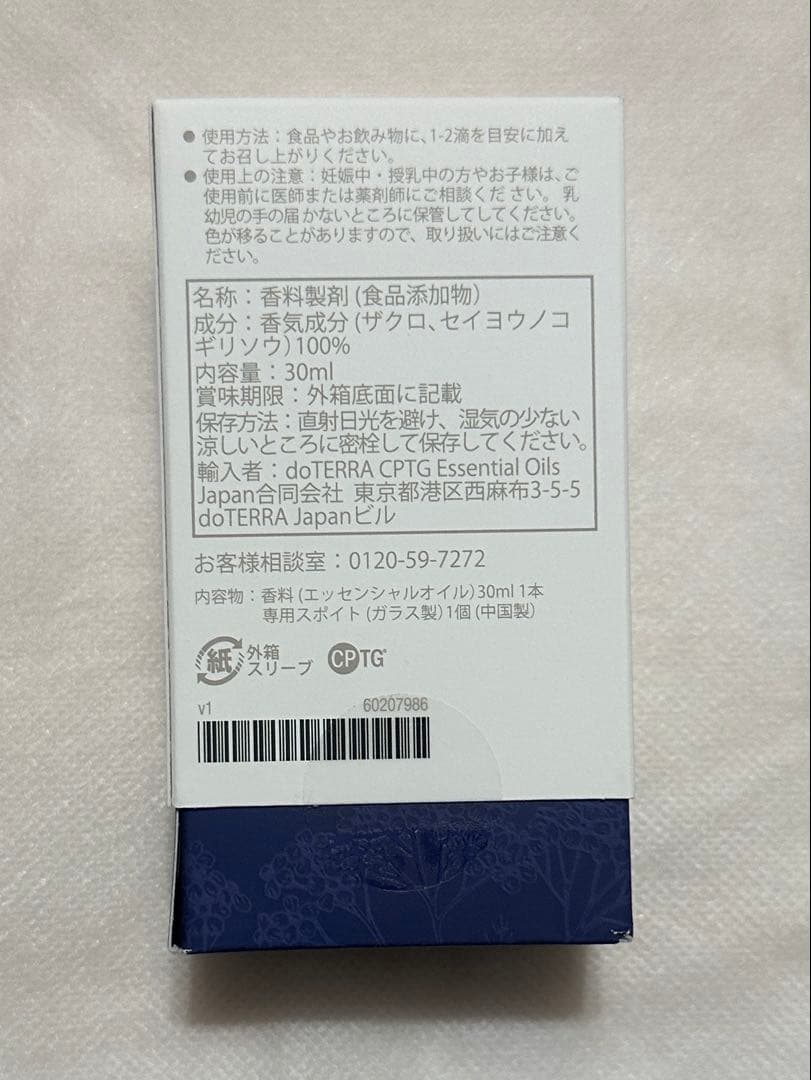 ● 使用方法：食品やお飲み物に、1-2滴を目安に加え
てお召し上がりください。
● 使用上の注意：妊娠中・授乳中の方やお子様は、ご
使用前に医師または薬剤師にご相談くだ さい。 乳
幼児の手の届 かないところに保管してしてください。
色が移ることがありますので、取り扱いにはご注意く
ださい。
名称：香料製剤 (食品添加物)
成分：香気成分 (ザクロ、セイヨウノコ
ギリソウ) 100%
内容量：30ml
賞味期限：外箱底面に記載
保存方法：直射日光を避け、湿気の少ない
涼しいところに密栓して保存してください。
輸入者：doTERRA CPTG Essential Oils
Japan合同会社 東京都港区西麻布3-5-5
doTERRA Japanビル
お客様相談室：0120-59-7272
内容物：香料 (エッセンシャルオイル) 30ml 1本
専用スポイト (ガラス製) 1個 (中国製)
紙 外箱
スリーブ
CPTG®
v1 60207986